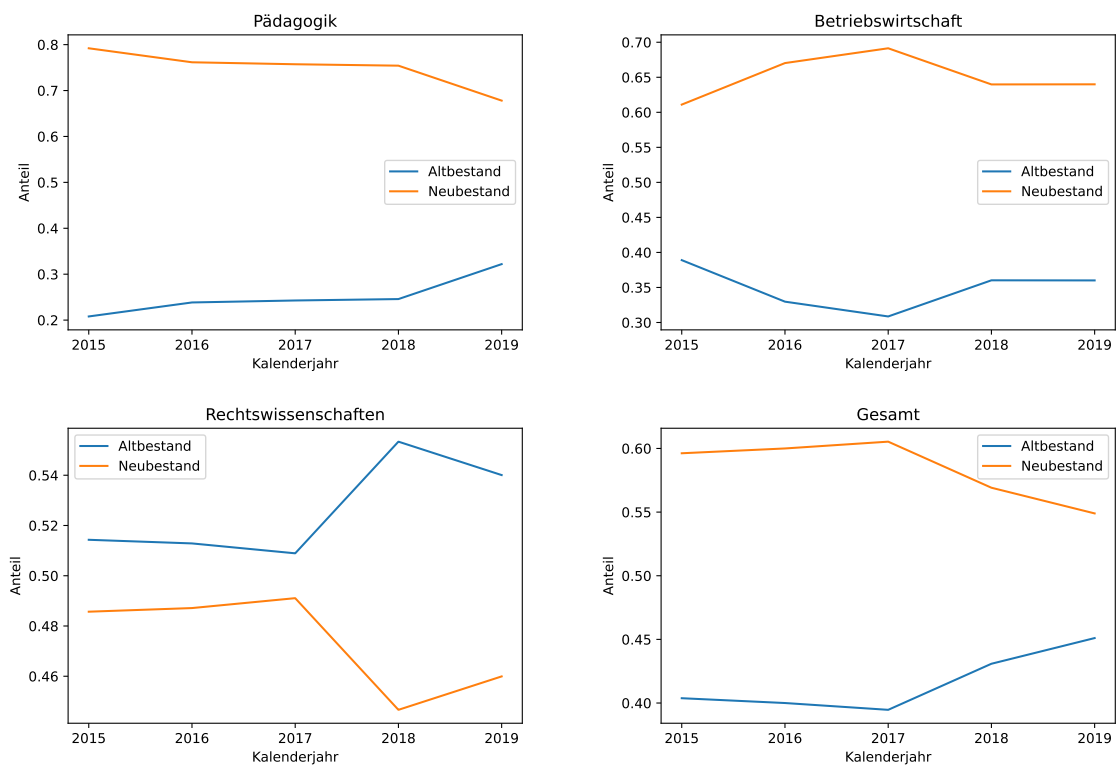 Pädagogik
0.8
0.7
0.6
0.5
0.4
0.3
0.2
Anteil
Altbestand
Neubestand
2015 2016 2017 2018 2019
Kalenderjahr
Betriebswirtschaft
0.70
0.65
0.60
0.55
0.50
0.45
0.40
0.35
0.30
Anteil
Altbestand
Neubestand
2015 2016 2017 2018 2019
Kalenderjahr
Rechtswissenschaften
Altbestand
Neubestand
0.54
0.52
0.50
0.48
0.46
Anteil
2015 2016 2017 2018 2019
Kalenderjahr
Gesamt
Altbestand
Neubestand
0.60
0.55
0.50
0.45
0.40
Anteil
2015 2016 2017 2018 2019
Kalenderjahr